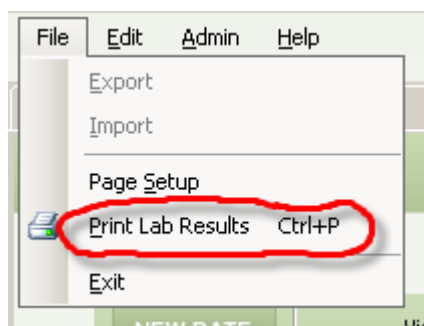 File Edit Admin Help
Export
Import
Page Setup
Print Lab Results Ctrl+P
Exit